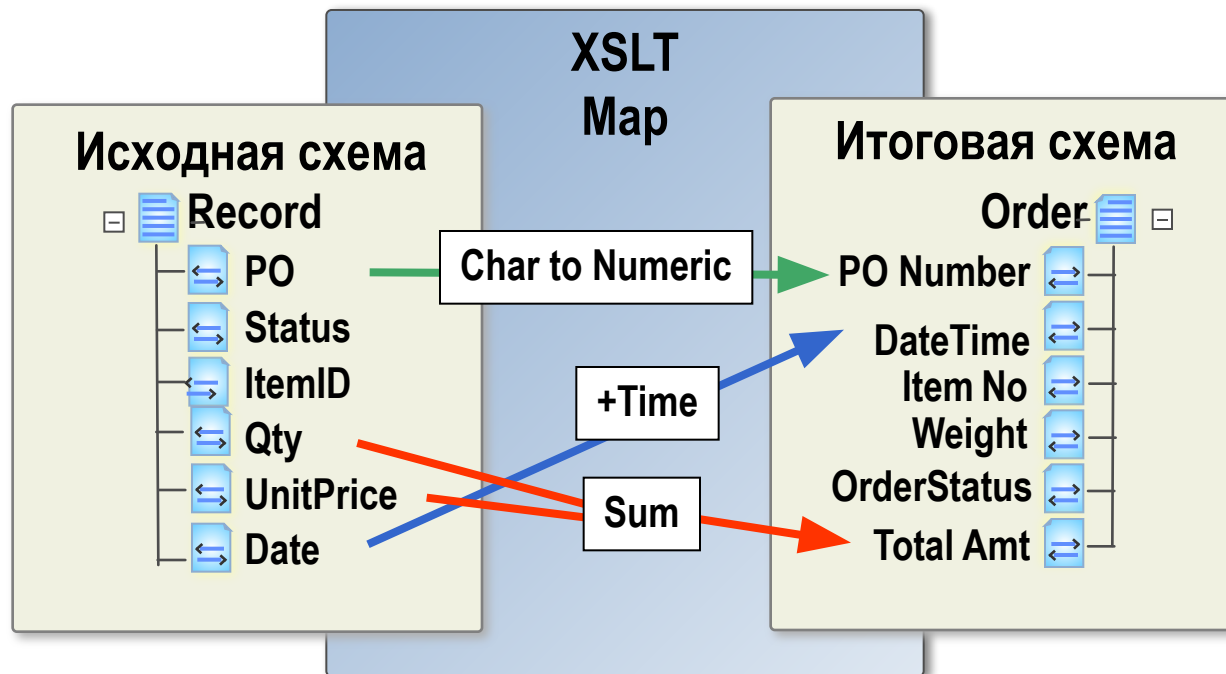 XSLT
Map
Исходная схема
Record
PO
Status
ItemID
Qty
UnitPrice
Date
Char to Numeric
+Time
Sum
Итоговая схема
Order
PO Number
DateTime
Item No
Weight
OrderStatus
Total Amt